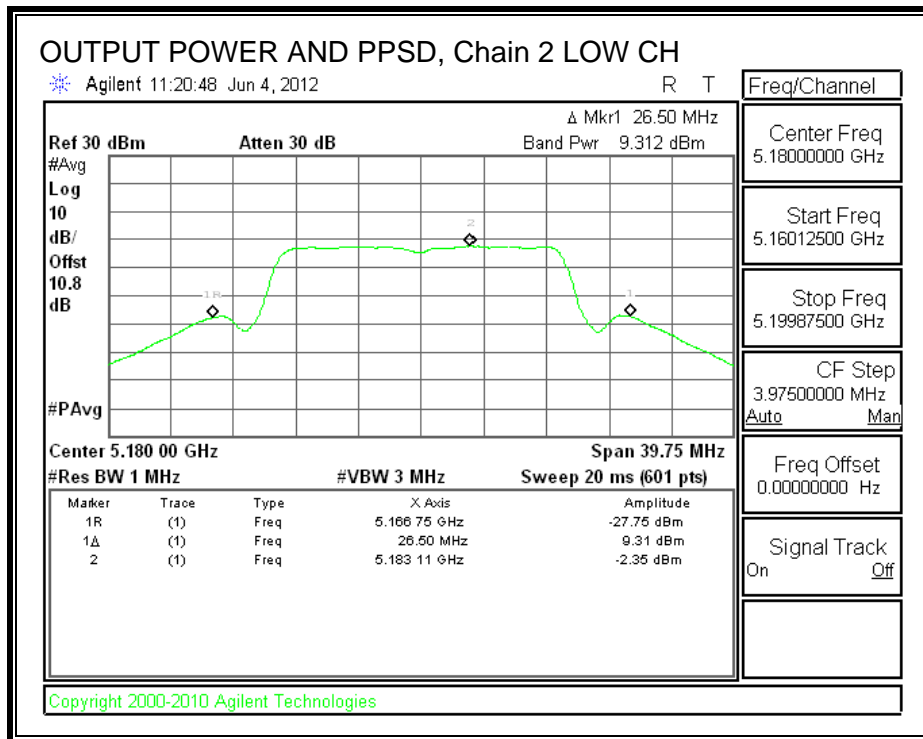 OUTPUT POWER AND PPSD, Chain 2 LOW CH
Agilent 11:20:48 Jun 4, 2012 R T
Freq/Channel
Δ Mkr1 26.50 MHz
Ref 30 dBm Atten 30 dB Band Pwr 9.312 dBm
#Avg
Log
10
dB/
Offst
10.8
dB
#PAvg
2
1R
1
Center 5.180 00 GHz Span 39.75 MHz
#Res BW 1 MHz #VBW 3 MHz Sweep 20 ms (601 pts)
Marker Trace Type X Axis Amplitude
1R (1) Freq 5.166 75 GHz -27.75 dBm
1Δ (1) Freq 26.50 MHz 9.31 dBm
2 (1) Freq 5.183 11 GHz -2.35 dBm
Center Freq
5.18000000 GHz
Start Freq
5.16012500 GHz
Stop Freq
5.19987500 GHz
CF Step
3.97500000 MHz
Auto Man
Freq Offset
0.00000000 Hz
Signal Track
On Off
Copyright 2000-2010 Agilent Technologies